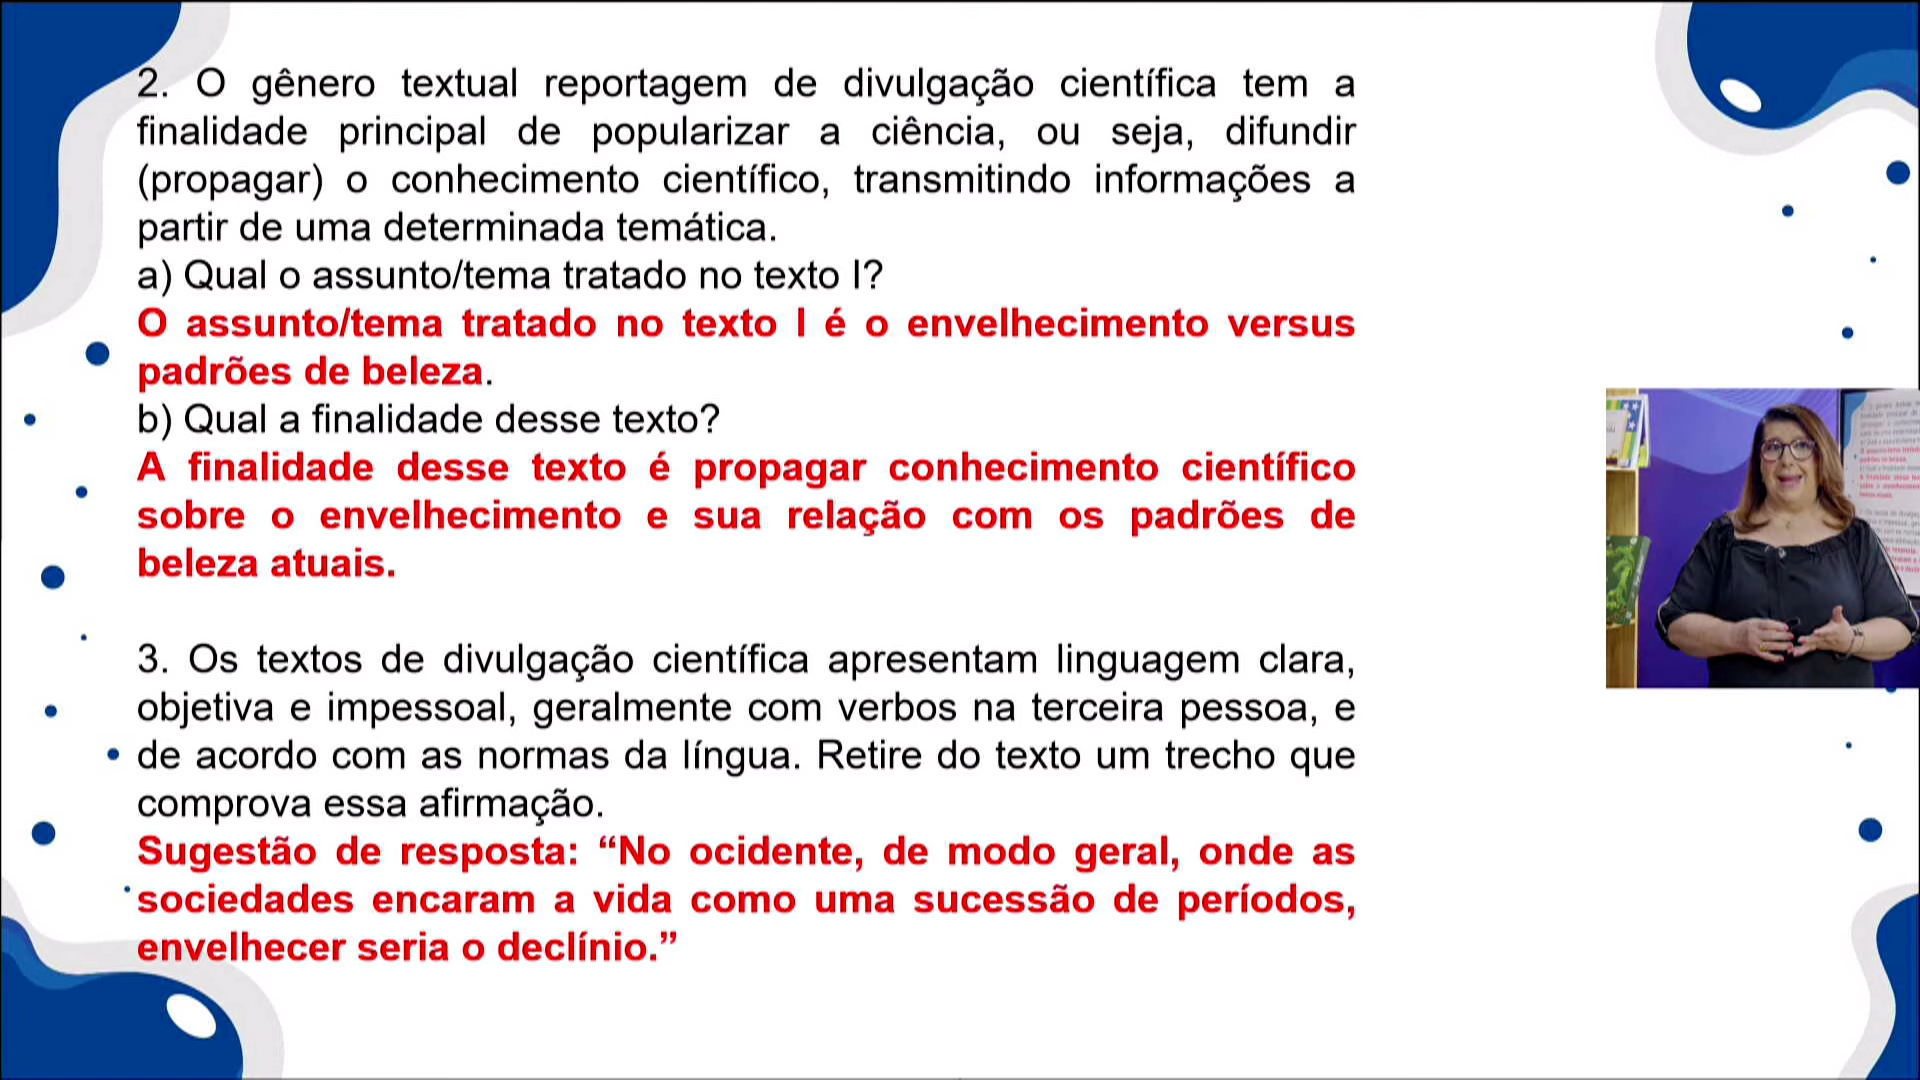 2. O gênero textual reportagem de divulgação científica tem a
finalidade principal de popularizar a ciência, ou seja, difundir
(propagar) o conhecimento científico, transmitindo informações a
partir de uma determinada temática.
a) Qual o assunto/tema tratado no texto I?
O assunto/tema tratado no texto I é o envelhecimento versus
padrões de beleza.
b) Qual a finalidade desse texto?
A finalidade desse texto é propagar conhecimento científico
sobre o envelhecimento e sua relação com os padrões de
beleza atuais.
3. Os textos de divulgação científica apresentam linguagem clara,
objetiva e impessoal, geralmente com verbos na terceira pessoa, e
de acordo com as normas da língua. Retire do texto um trecho que
comprova essa afirmação.
Sugestão de resposta: “No ocidente, de modo geral, onde as
sociedades encaram a vida como uma sucessão de períodos,
envelhecer seria o declínio.”